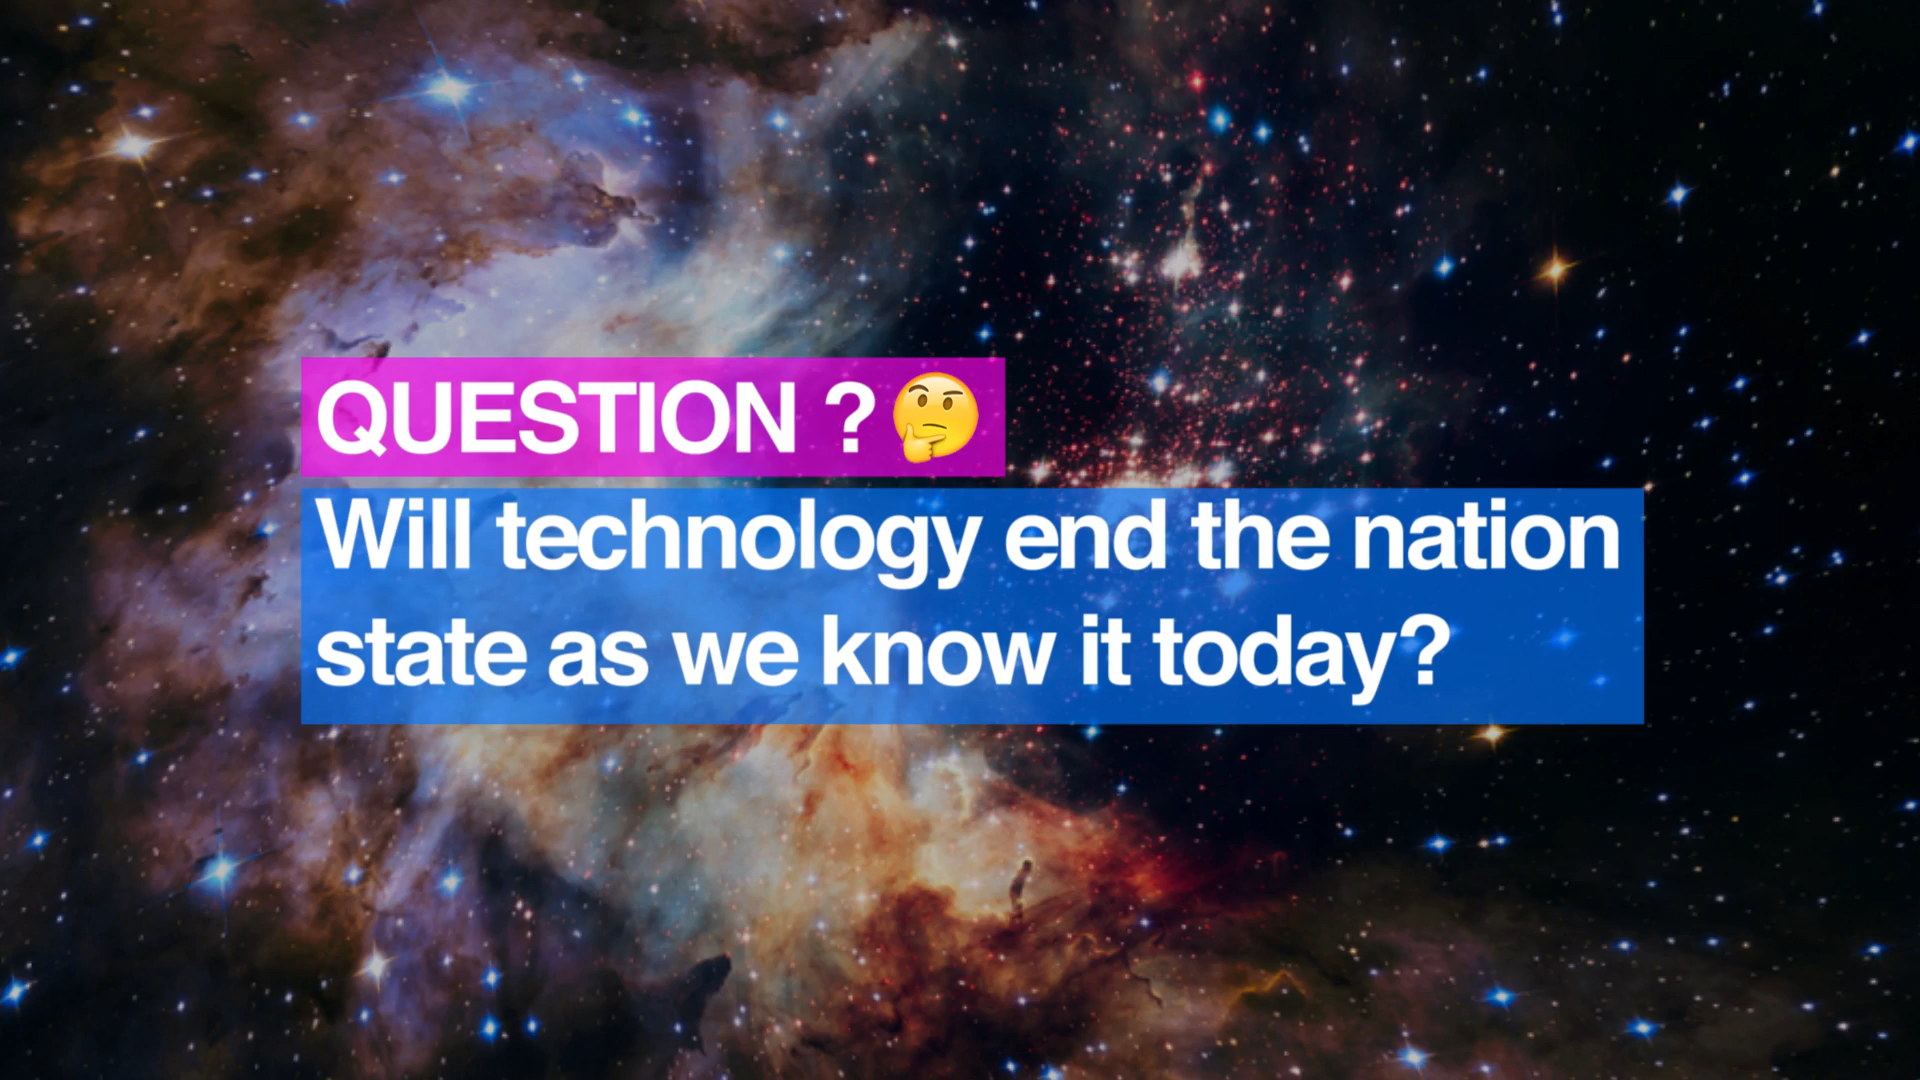 QUESTION ?🤔
Will technology end the nation
state as we know it today?